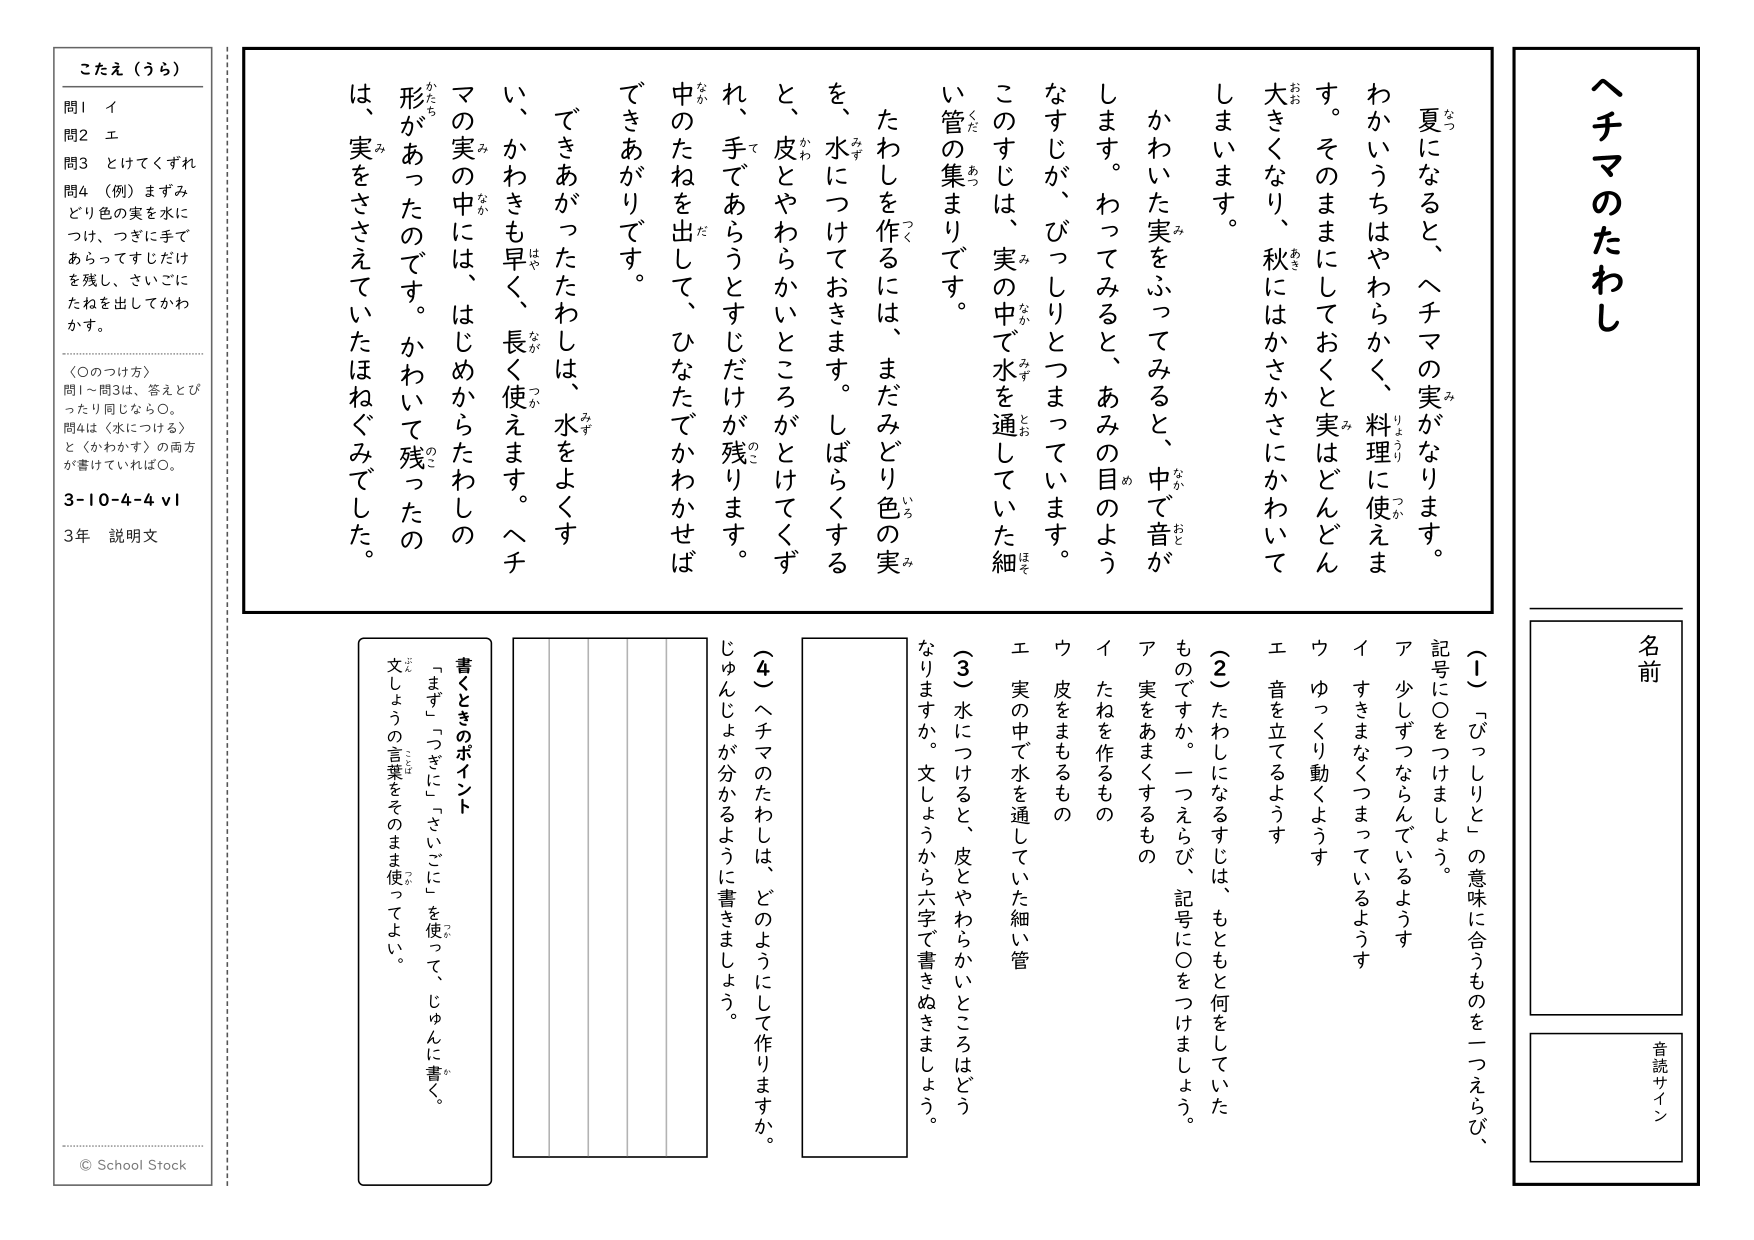 ヘチマのたわし
名前
音読サイン
夏になると、ヘチマの実がなります。
わかいうちはやわらかく、料理に使えま
す。そのままにしておくと実はどんどん
大きくなり、秋にはかさかさにかわいて
しまいます。
かわいた実をふってみると、中で音が
します。わってみると、あみの目のよう
なすじが、びっしりとつまっています。
このすじは、実の中で水を通していた細
い管の集まりです。
たわしを作るには、まだみどり色の実
を、水につけておきます。しばらくする
と、皮とやわらかいところがとけてくず
れ、手であらうとすじだけが残ります。
中のたねを出して、ひなたでかわかせば
できあがりです。
できあがったたわしは、水をよくす
い、かわきも早く、長く使えます。ヘチ
マの実の中には、はじめからたわしの
形があったのです。かわいて残ったの
は、実をささえていたほねぐみでした。
(1)「びっしりと」の意味に合うものを一つえらび、
記号に〇をつけましょう。
ア 少しずつならんでいるようす
イ すきまなくつまっているようす
ウ ゆっくり動くようす
エ 音を立てるようす
(2)たわしになるすじは、もともと何をしていた
ものですか。一つえらび、記号に〇をつけましょう。
ア 実をあまくするもの
イ たねを作るもの
ウ 皮をまもるもの
エ 実の中で水を通していた細い管
(3)水につけると、皮とやわらかいところはどう
なりますか。文しょうから六字で書きぬきましょう。
(4)ヘチマのたわしは、どのようにして作りますか。
じゅんじょが分かるように書きましょう。
書くときのポイント
「まず」「つぎに」「さいごに」を使って、じゅんに書く。
文しょうの言葉をそのまま使ってよい。
こたえ(うら)
問1 イ
問2 エ
問3 とけてくずれ
問4 (例)まずみ
どり色の実を水に
つけ、つぎに手で
あらってすじだけ
を残し、さいごに
たねを出してかわ
かす。
〈〇のつけ方〉
問1〜問3は、答えとぴ
ったり同じなら〇。
問4は〈水につける〉
と〈かわかす〉の両方
が書けていれば〇。
3-10-4-4 v1
3年 説明文
© School Stock